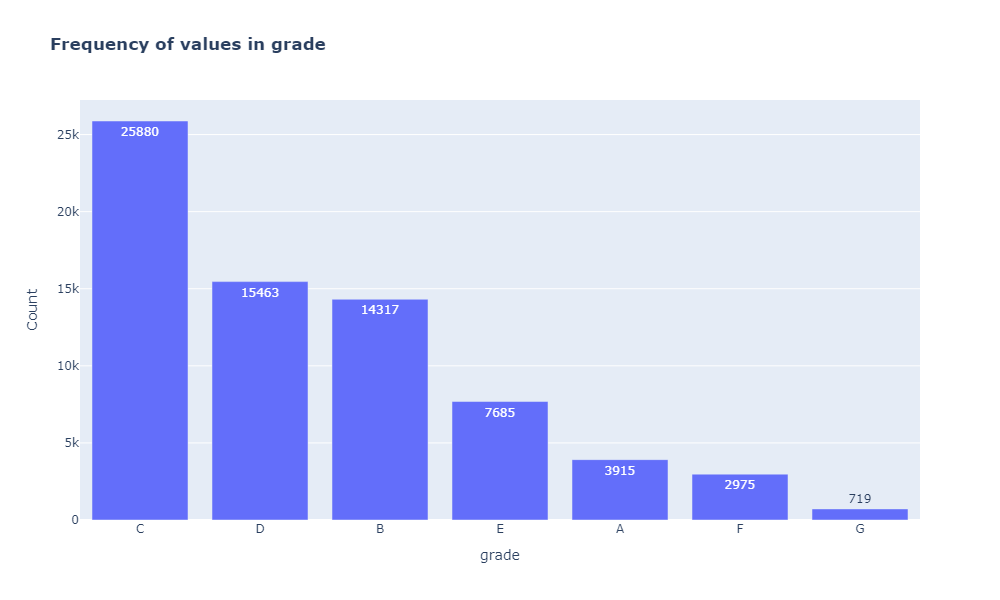 Frequency of values in grade
Count
25k
20k
15k
10k
5k
0
25880
15463
14317
7685
3915
2975
719
C D B E A F G
grade